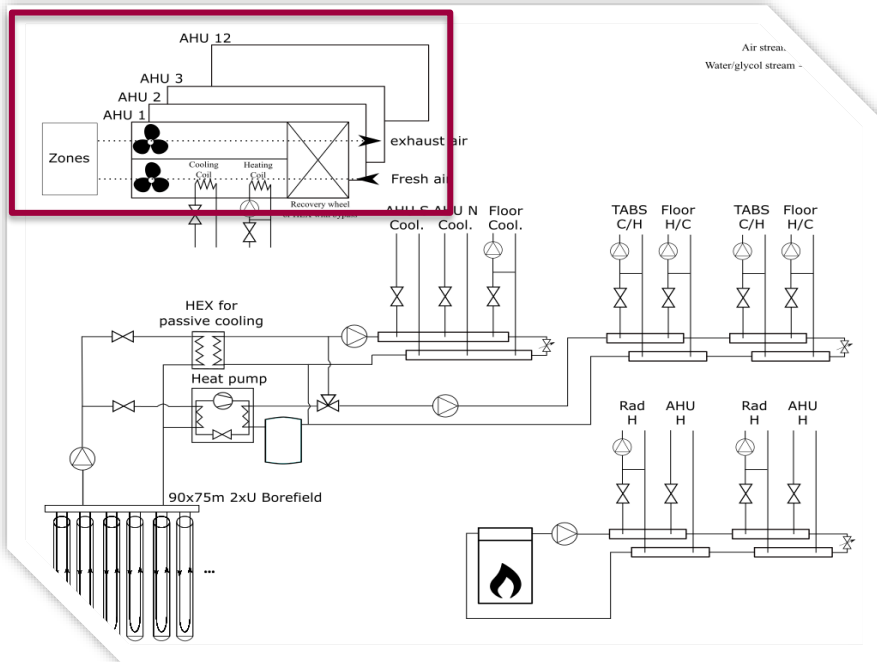 AHU 12
Air strea
Water/glycol stream -
AHU 3
AHU 2
AHU 1
exhaust air
Zones
Cooling
Coil
Heating
Coil
Fresh air
Recovery wheel
AHU S AHU N Floor
Cool. Cool. Cool.
TABS Floor TABS Floor
C/H H/C C/H H/C
HEX for
passive cooling
Heat pump
Rad AHU Rad AHU
H H H H
90x75m 2xU Borefield
...